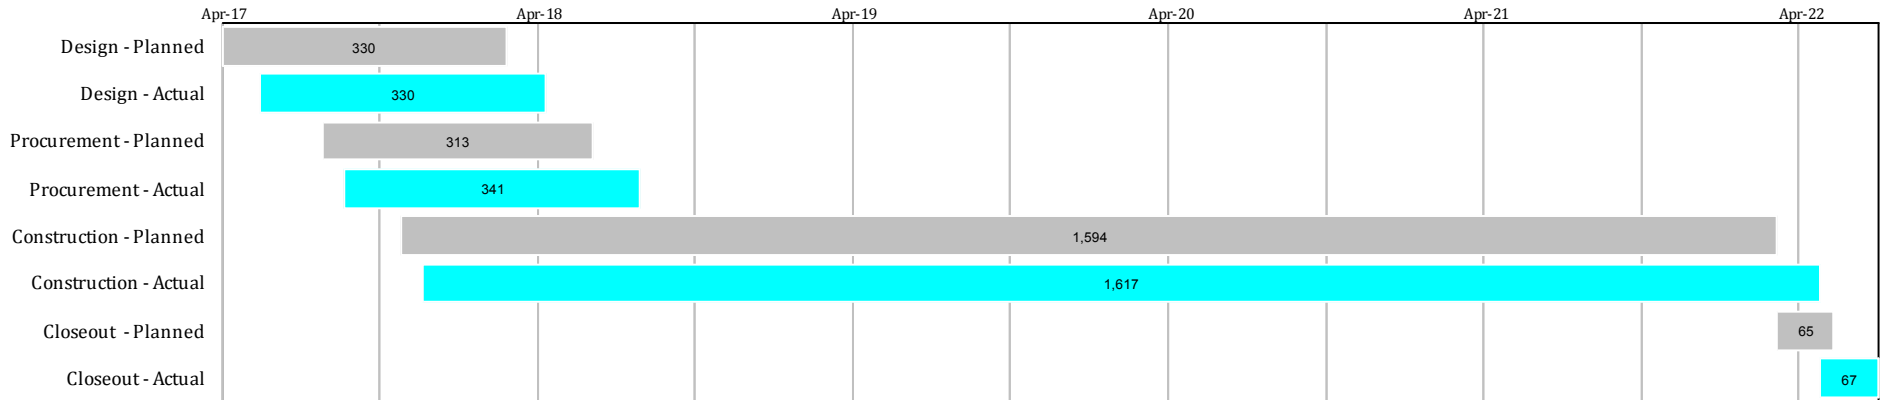 Apr-17 Apr-18 Apr-19 Apr-20 Apr-21 Apr-22
Design - Planned 330
Design - Actual 330
Procurement - Planned 313
Procurement - Actual 341
Construction - Planned 1,594
Construction - Actual 1,617
Closeout - Planned 65
Closeout - Actual 67